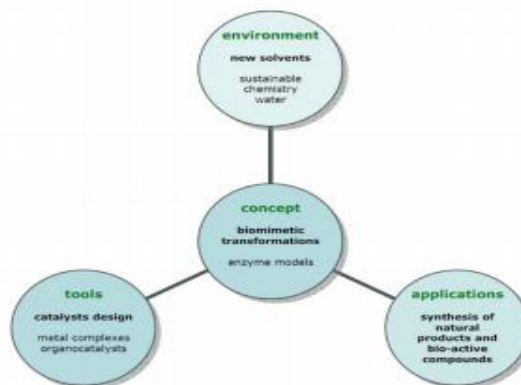 environment
new solvents
sustainable
chemistry
water
concept
biomimetic
transformations
enzyme models
tools
catalysts design
metal complexes
organocatalysts
applications
synthesis of
natural
products and
bio-active
compounds